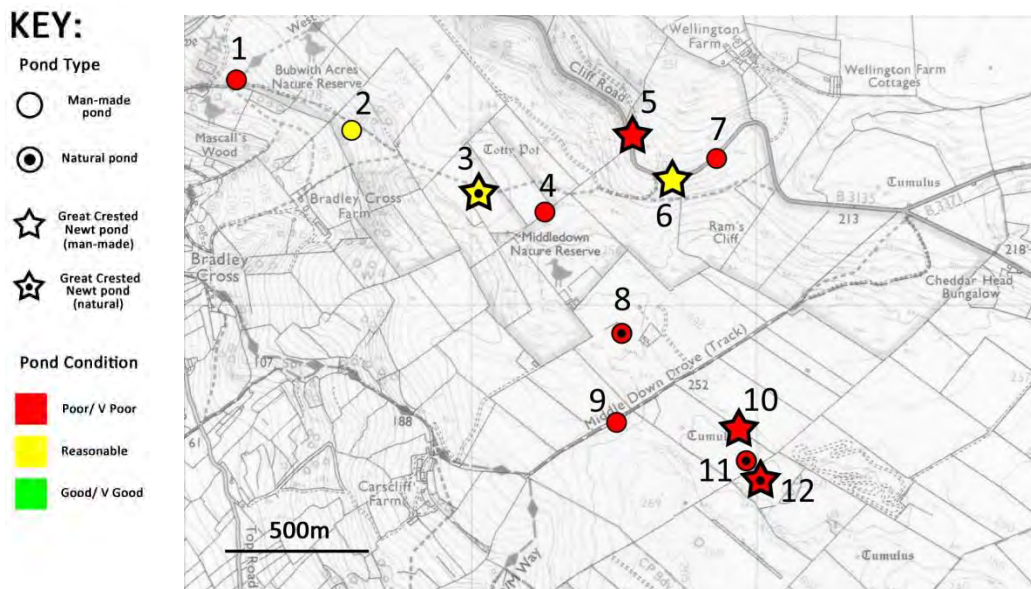 KEY:
Pond Type
Man-made
pond
Natural pond
Great Crested
Newt pond
(man-made)
Great Crested
Newt pond
(natural)
Pond Condition
Poor/ V Poor
Reasonable
Good/ V Good
1
2
3
4
5
6
7
8
9
10
11
12
Bubwith Acres
Nature Reserve
Mascall's
Wood
Bradley Cross
Farm
Bradley
Cross
Totty Pot
Middledown
Nature Reserve
Cliff Road
Wellington
Farm
Wellington Farm
Cottages
Tumulus
B 3135
B 3371
213
218
Ram's
Cliff
Cheddar Head
Bungalow
Middle Down Drove (Track)
252
Tumulus
107
188
61
Carscliff
Farm
Top Road
500m
269
Tumulus